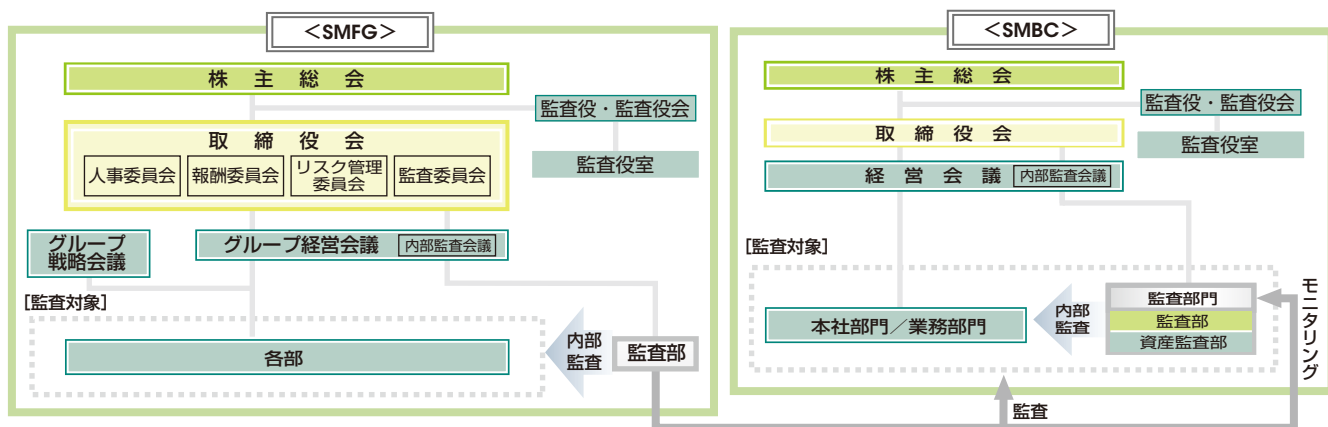 ＜SMFG＞
株主総会
監査役・監査役会
監査役室
取締役会
人事委員会
報酬委員会
リスク管理
委員会
監査委員会
グループ
戦略会議
グループ経営会議
内部監査会議
[監査対象]
各部
内部
監査
監査部
＜SMBC＞
株主総会
監査役・監査役会
監査役室
取締役会
経営会議
内部監査会議
[監査対象]
本社部門／業務部門
内部
監査
監査部門
監査部
資産監査部
モニタリング
監査